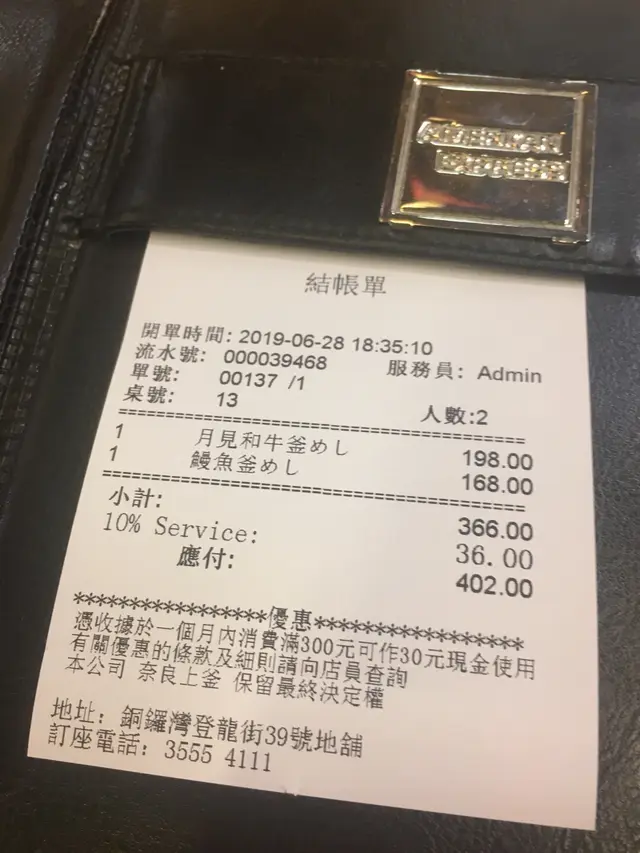 AMERICAN
EXPRESS
結帳單
開單時間: 2019-06-28 18:35:10
流水號: 000039468 服務員: Admin
單號: 00137 /1
桌號: 13 人數:2
==================================
1 月見和牛釜めし 198.00
1 鰻魚釜めし 168.00
==================================
小計: 366.00
10% Service: 36.00
應付: 402.00
*****************優惠******************
憑收據於一個月內消費滿300元可作30元現金使用
有關優惠的條款及細則請向店員查詢
本公司 奈良上釜 保留最終決定權
地址: 銅鑼灣登龍街39號地舖
訂座電話: 3555 4111